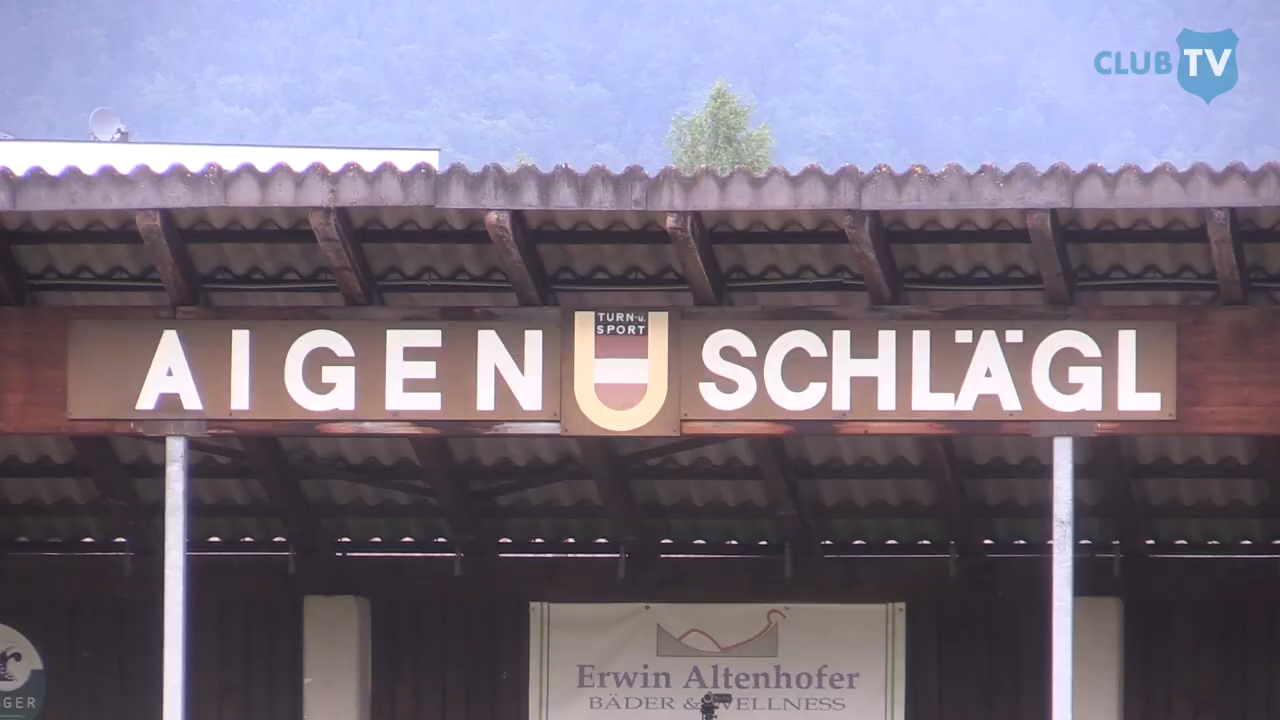 CLUB TV
TURN- u.
SPORT
AIGEN U SCHLÄGL
Erwin Altenhofer
BÄDER & WELLNESS